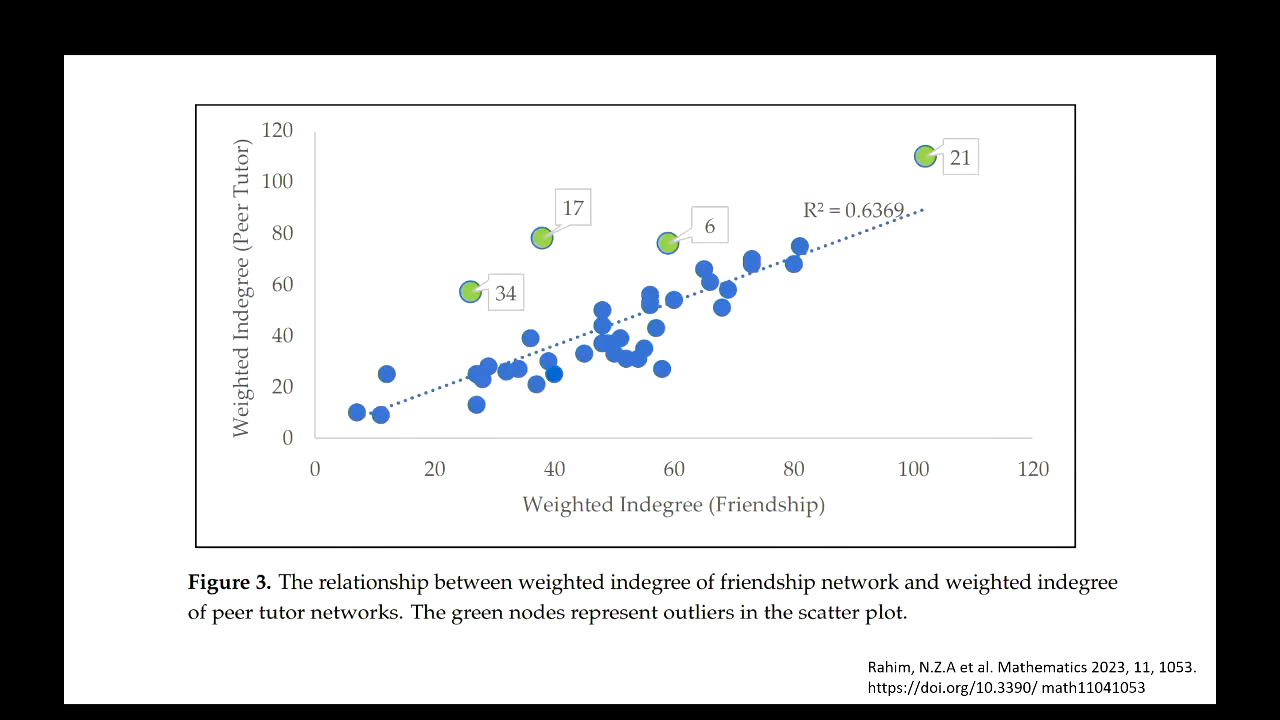 Weighted Indegree (Peer Tutor)
120
100
80
60
40
20
0
17
6
21
34
R² = 0.6369
0 20 40 60 80 100 120
Weighted Indegree (Friendship)
Figure 3. The relationship between weighted indegree of friendship network and weighted indegree
of peer tutor networks. The green nodes represent outliers in the scatter plot.
Rahim, N.Z.A et al. Mathematics 2023, 11, 1053.
https://doi.org/10.3390/ math11041053